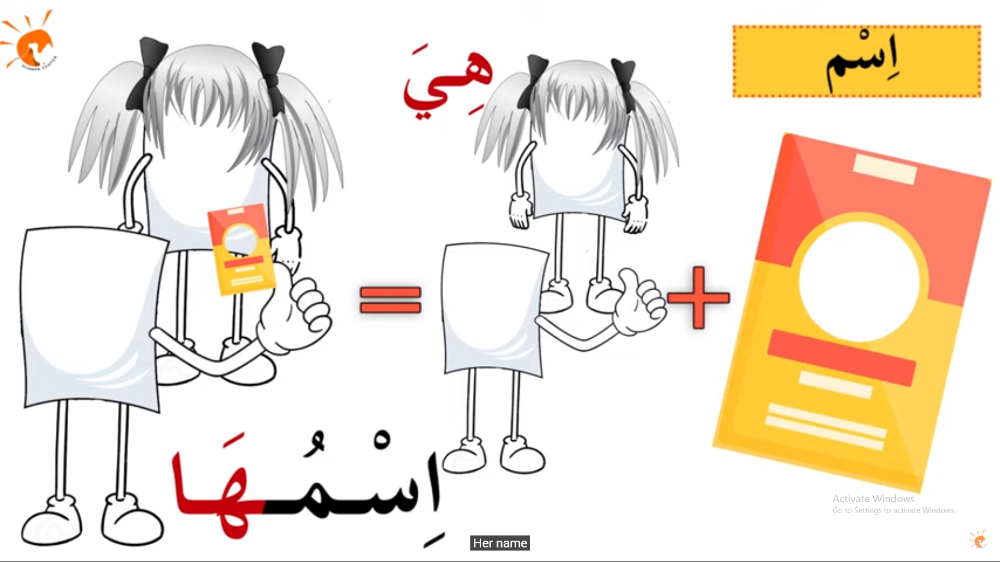 اِسْم
هِيَ
اِسْمُهَا
Her name
Activate Windows
Go to Settings to activate Windows.